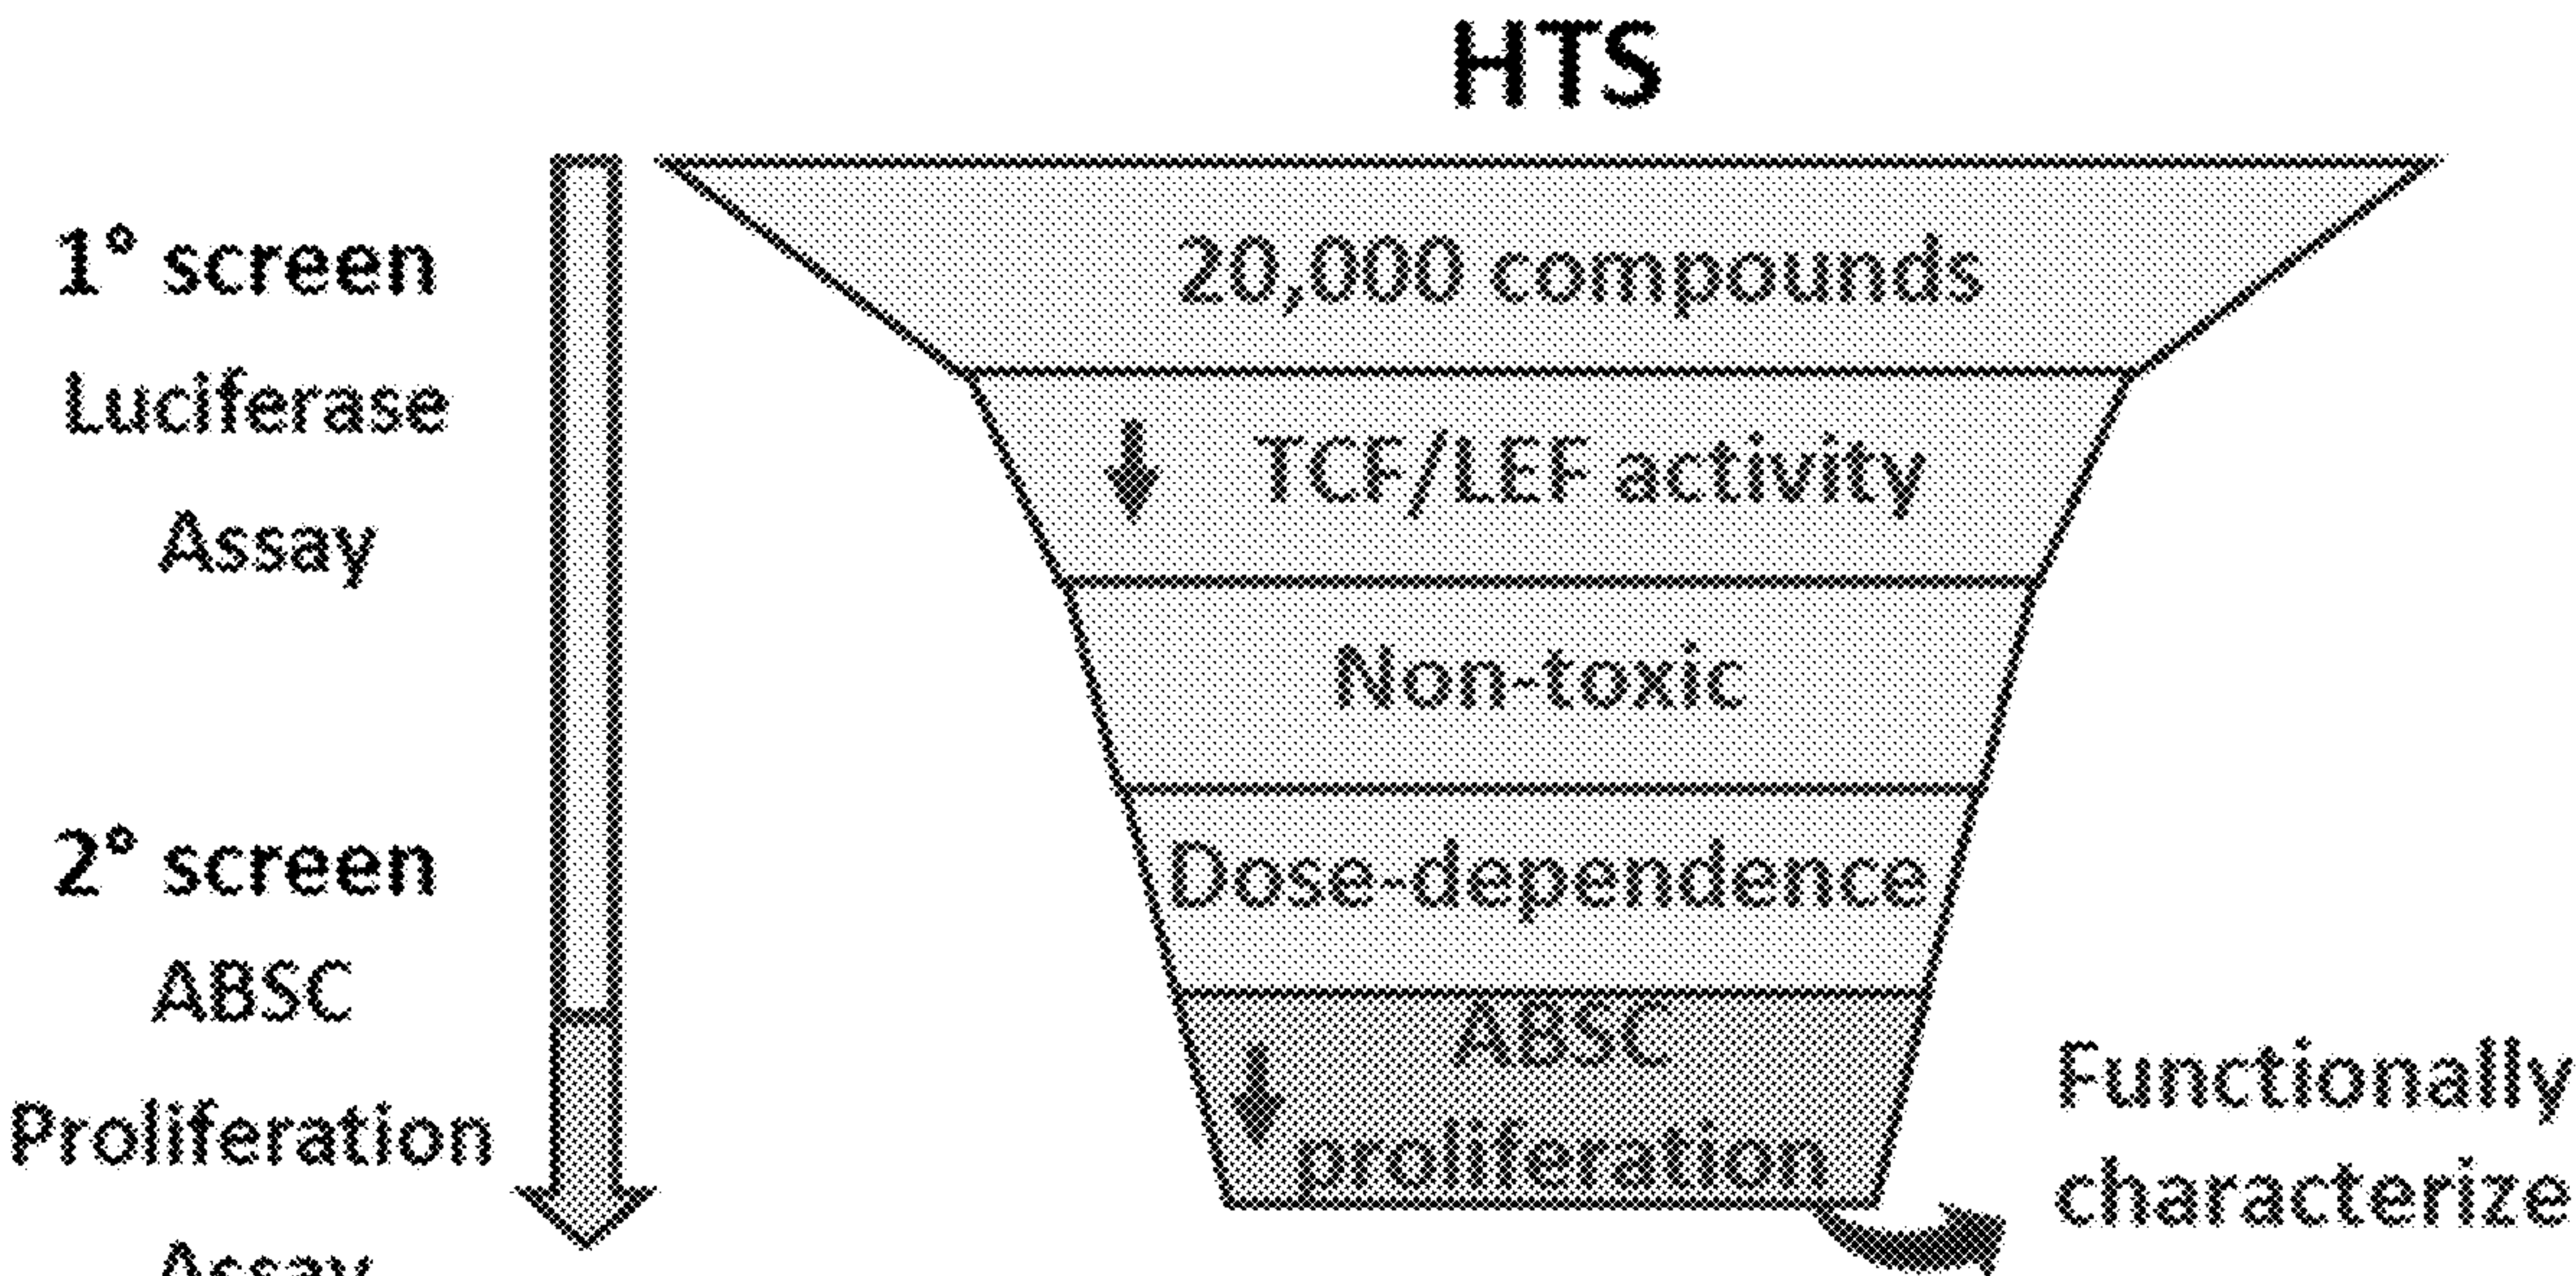 HTS
1° screen
Luciferase
Assay
2° screen
ABSC
Proliferation
Assay
20,000 compounds
TCF/LEF activity
Non-toxic
Dose-dependence
ABSC
proliferation
Functionally
characterize